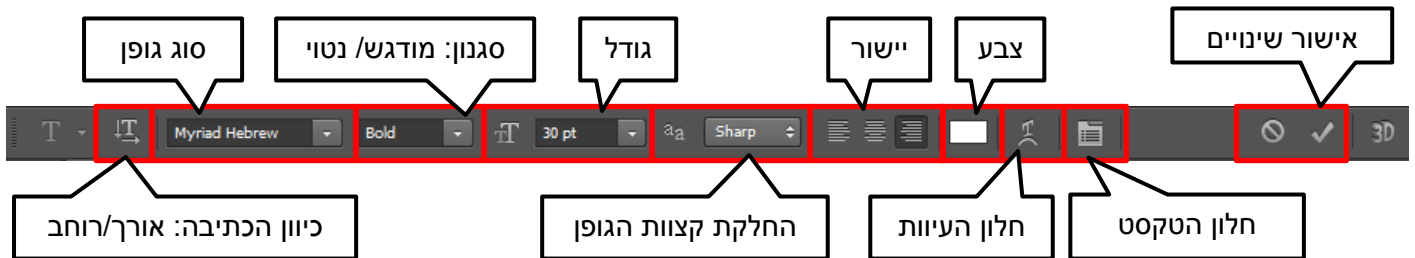 סוג גופן
סגנון: מודגש/ נטוי
גודל
יישור
צבע
אישור שינויים
T T Myriad Hebrew Bold T 30 pt aa Sharp T 3D
כיוון הכתיבה: אורך/רוחב
החלקת קצוות הגופן
חלון העיוות
חלון הטקסט